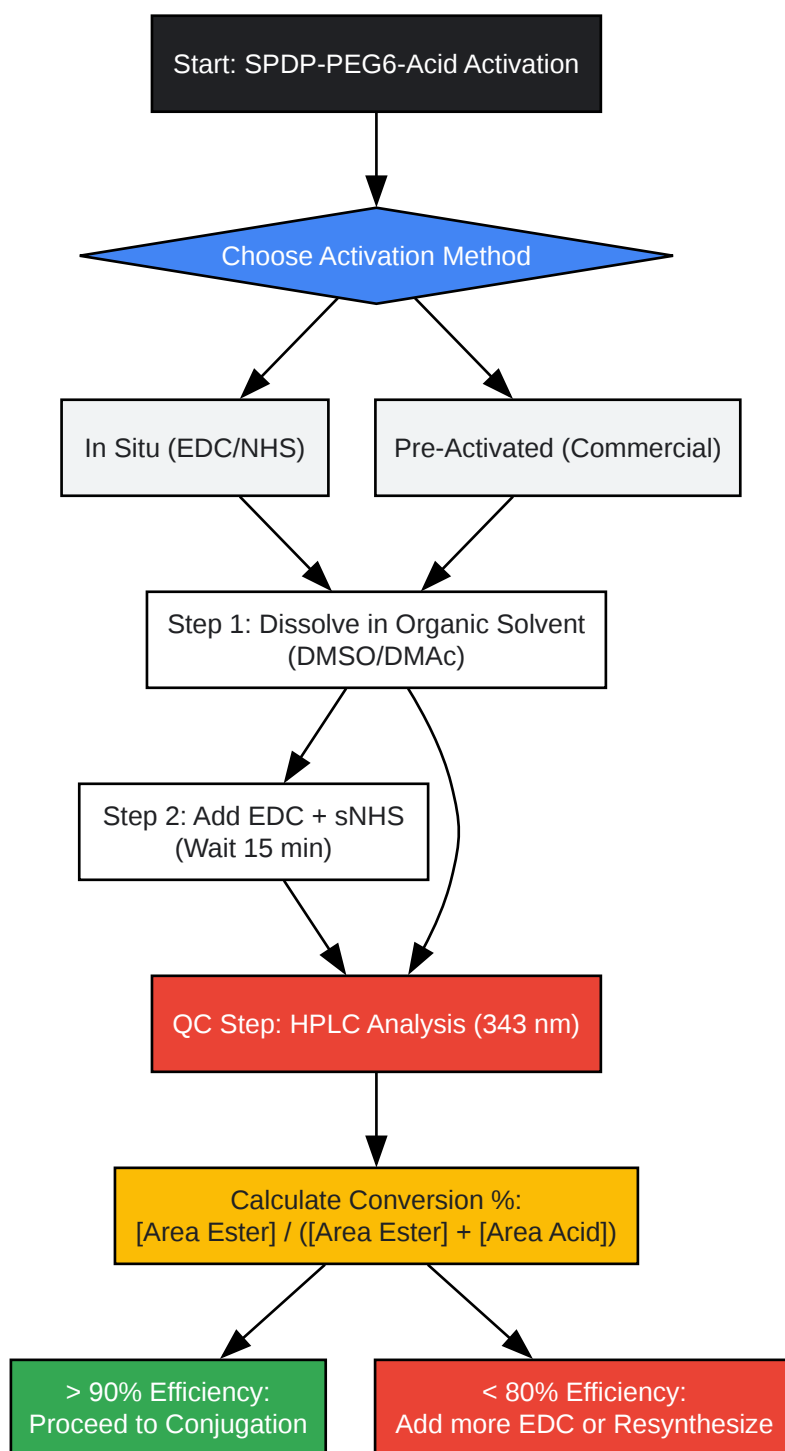 Start: SPDP-PEG6-Acid Activation
Choose Activation Method
In Situ (EDC/NHS)
Pre-Activated (Commercial)
Step 1: Dissolve in Organic Solvent
(DMSO/DMAc)
Step 2: Add EDC + sNHS
(Wait 15 min)
QC Step: HPLC Analysis (343 nm)
Calculate Conversion %:
[Area Ester] / ([Area Ester] + [Area Acid])
> 90% Efficiency:
Proceed to Conjugation
< 80% Efficiency:
Add more EDC or Resynthesize